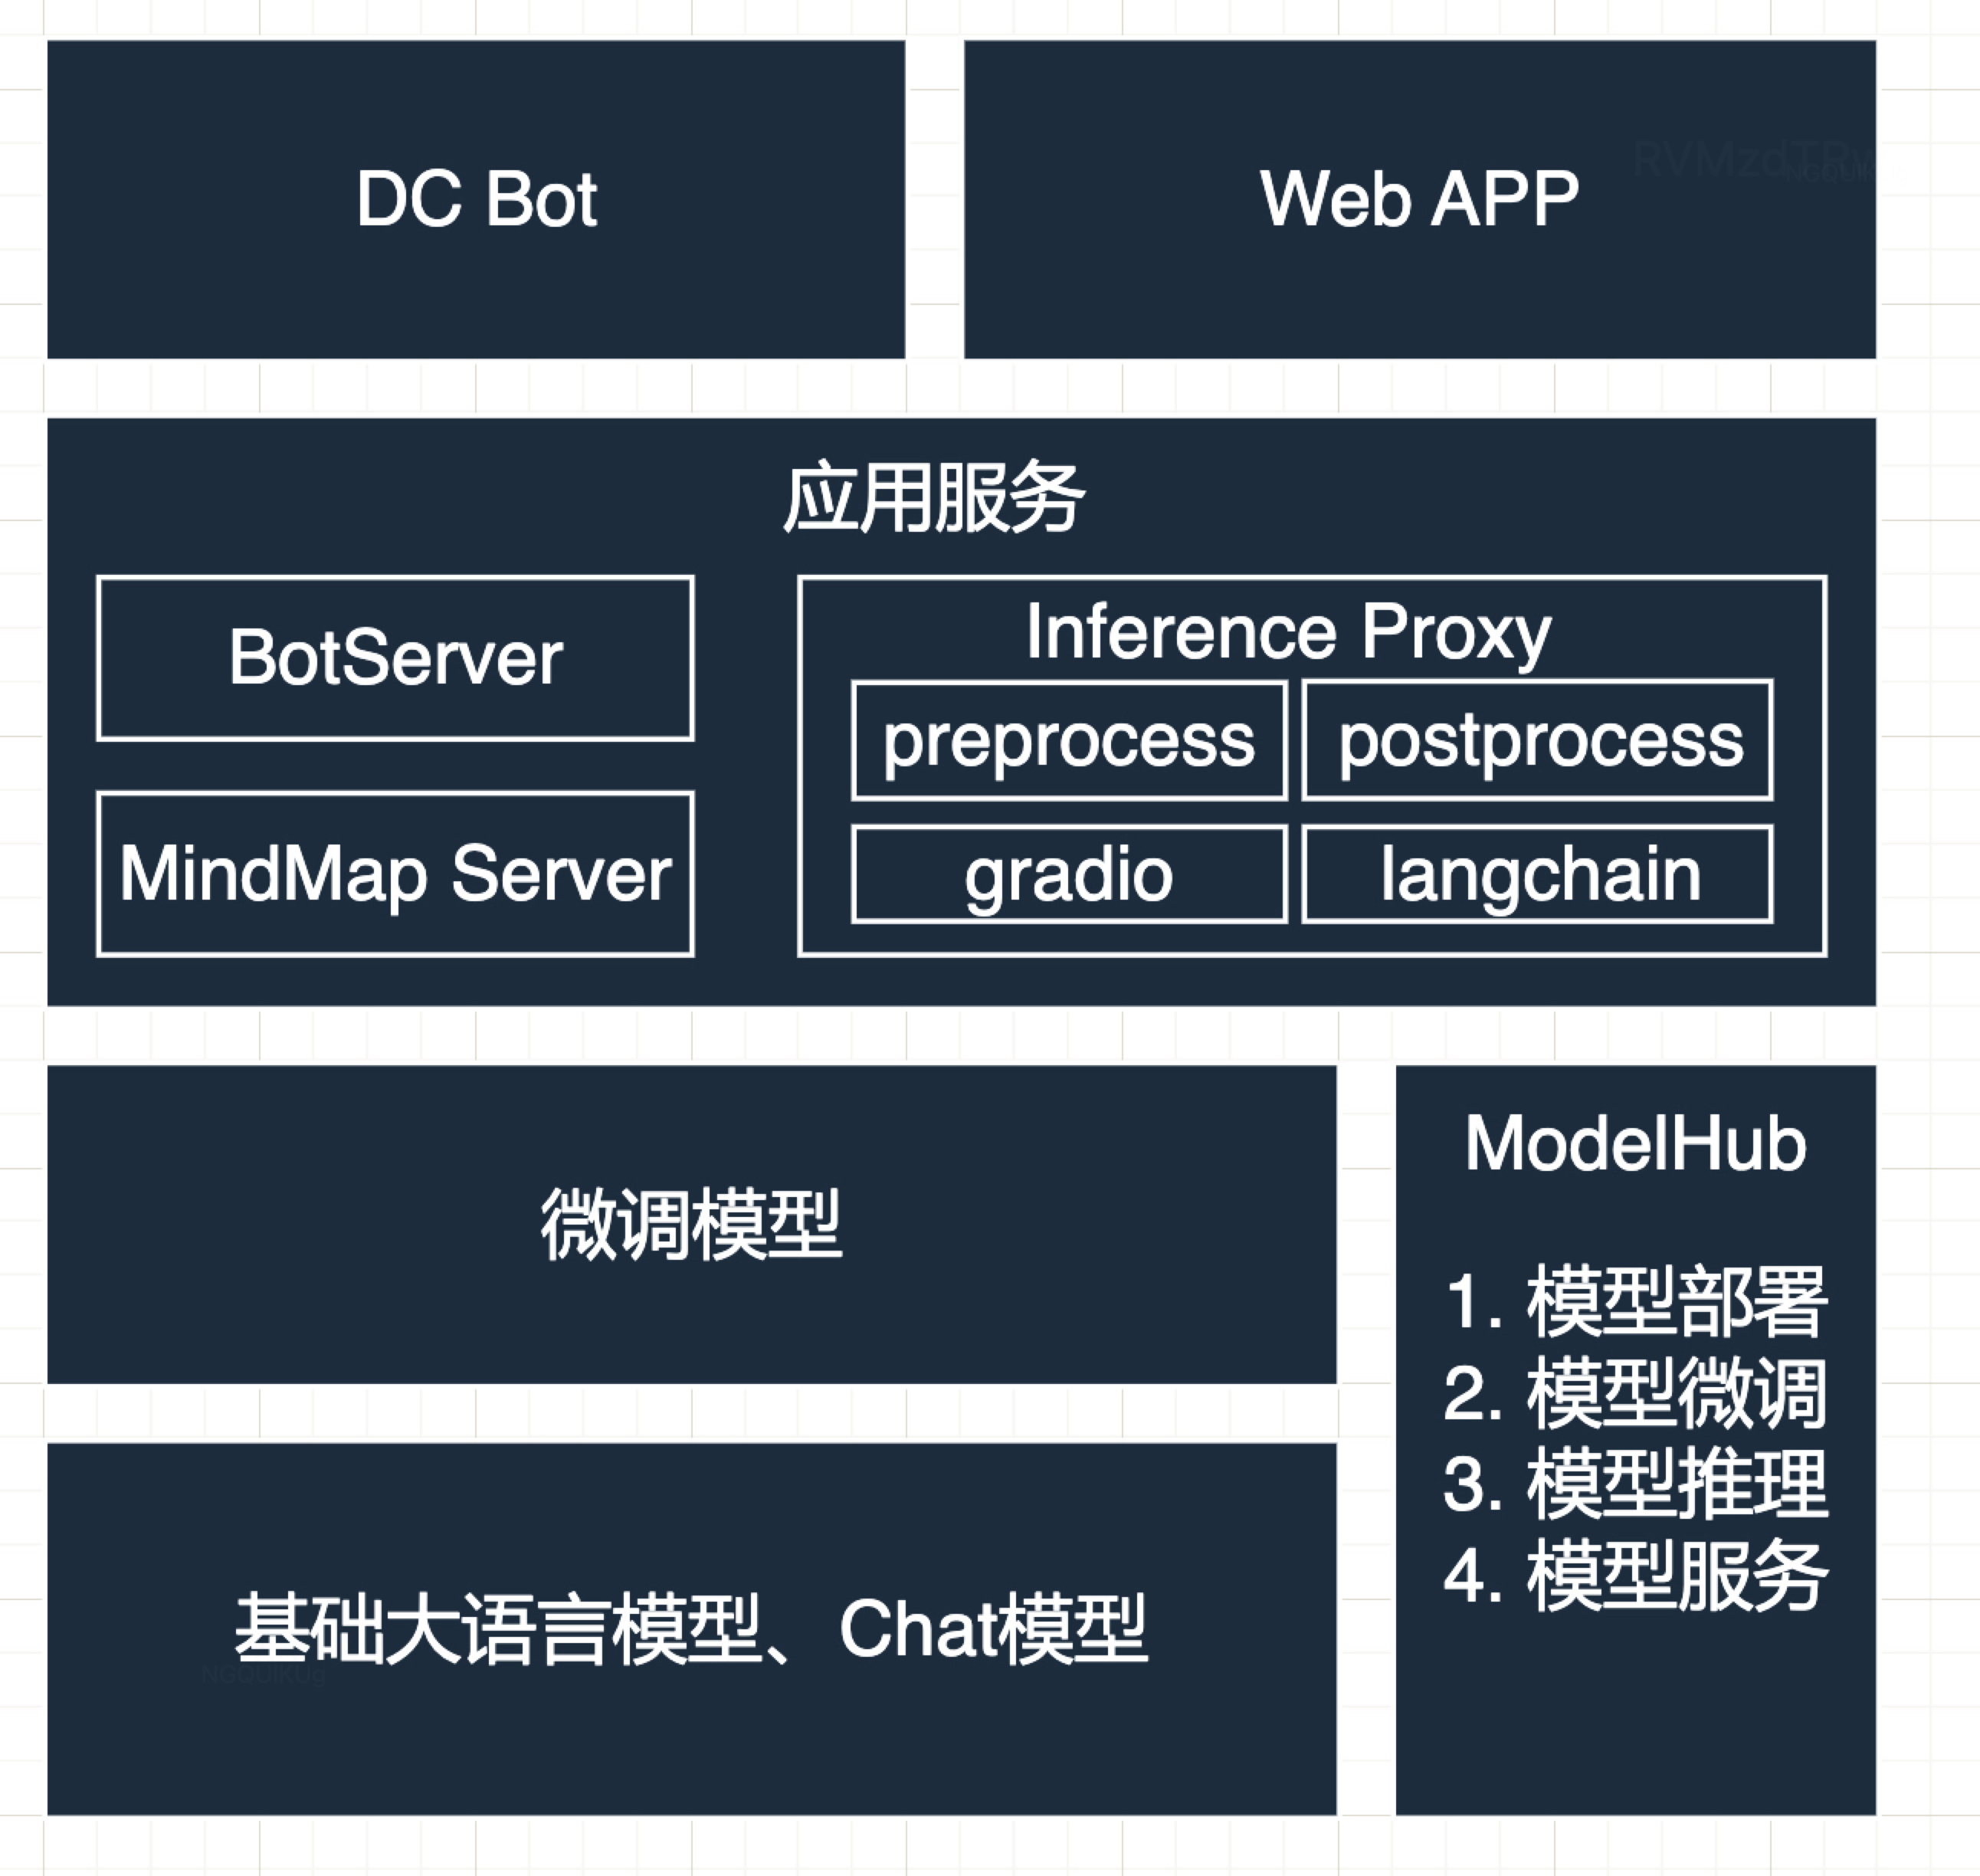 DC Bot
Web APP
应用服务
BotServer
MindMap Server
Inference Proxy
preprocess
postprocess
gradio
langchain
微调模型
ModelHub
1. 模型部署
2. 模型微调
3. 模型推理
4. 模型服务
基础大语言模型、Chat模型